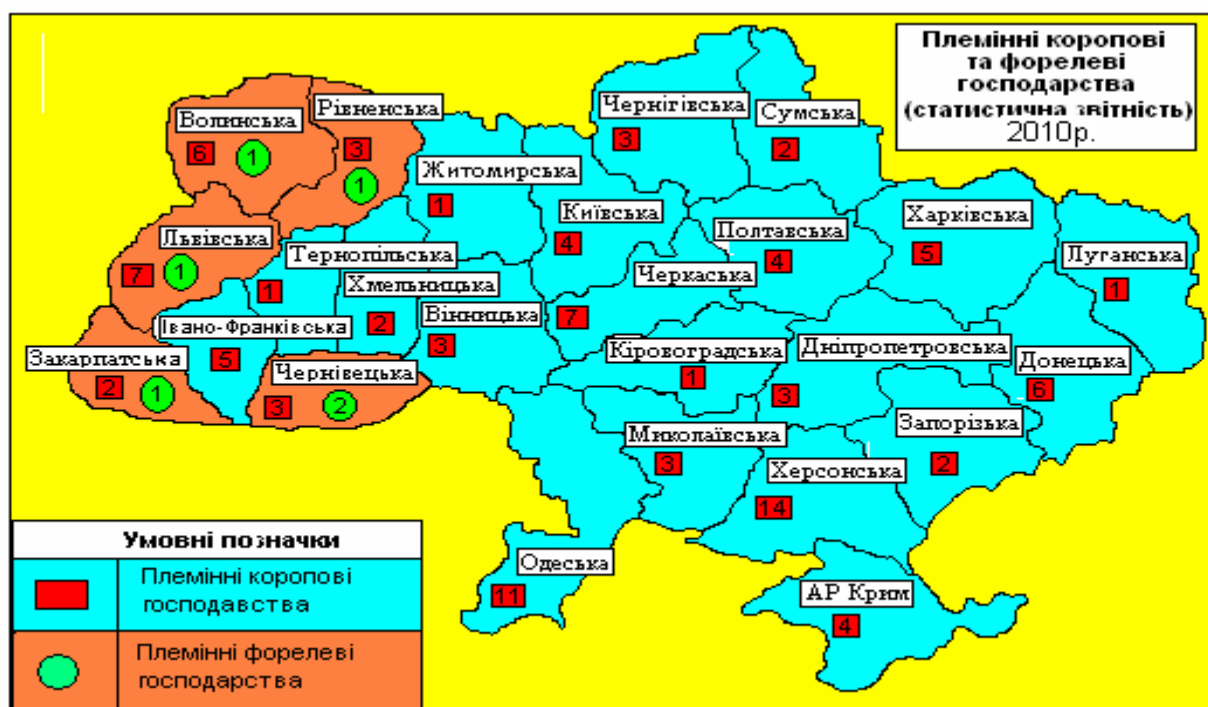 Племінні коропові
та форелеві
господарства
(статистична звітність)
2010р.
Волинська
6
1
Рівненська
3
1
Чернігівська
3
Сумська
2
Житомирська
1
Київська
4
Полтавська
4
Харківська
5
Луганська
1
Львівська
7
1
Тернопільська
1
Хмельницька
2
Вінницька
3
Черкаська
7
Івано-Франківська
5
Закарпатська
2
1
Чернівецька
3
2
Кіровоградська
1
Дніпропетровська
3
Донецька
6
Миколаївська
3
Запорізька
2
Херсонська
14
Одеська
11
АР Крим
4
Умовні позначки
Племінні коропові
господавства
Племінні форелеві
господарства